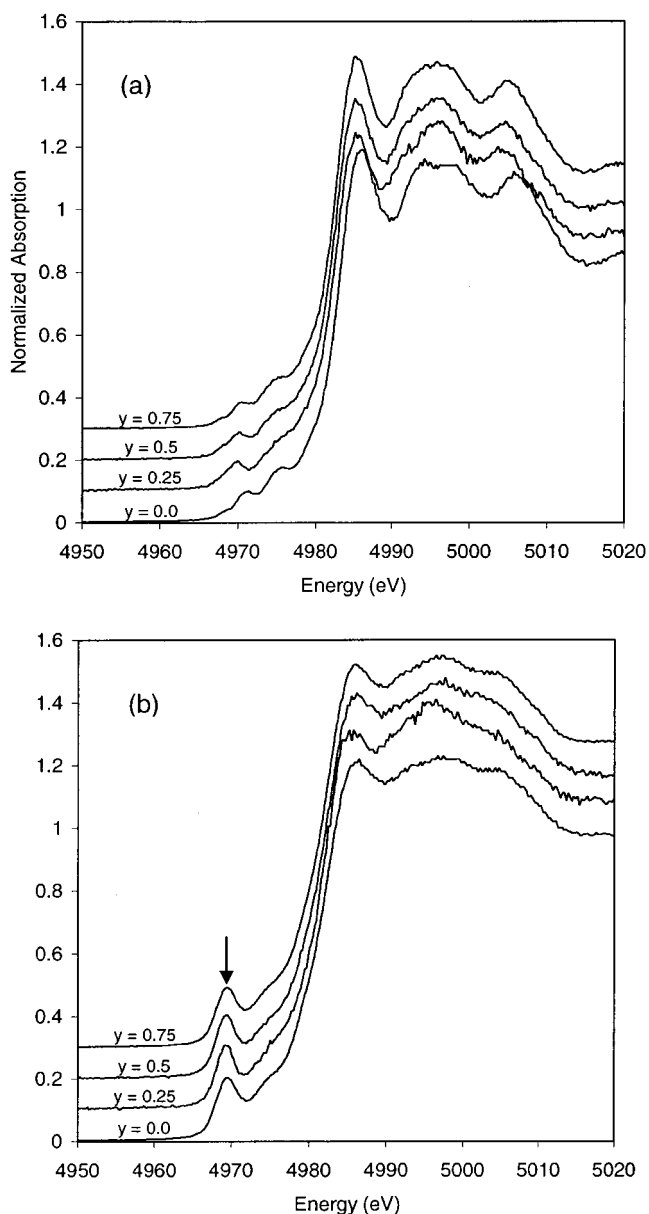 1.6
(a)
1.4
1.2
1
0.8
0.6
0.4
0.2
0
Normalized Absorption
y = 0.75
y = 0.5
y = 0.25
y = 0.0
4950 4960 4970 4980 4990 5000 5010 5020
Energy (eV)
1.6
(b)
1.4
1.2
1
0.8
0.6
0.4
0.2
0
y = 0.75
y = 0.5
y = 0.25
y = 0.0
4950 4960 4970 4980 4990 5000 5010 5020
Energy (eV)